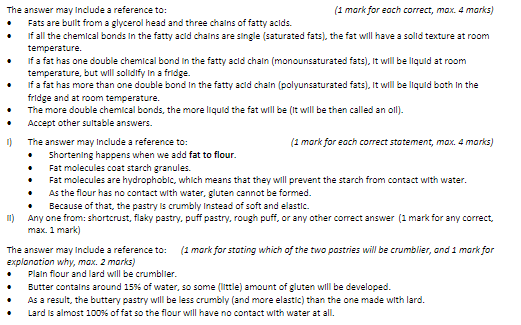 The answer may include a reference to: (1 mark for each correct, max. 4 marks)
• Fats are built from a glycerol head and three chains of fatty acids.
• If all the chemical bonds in the fatty acid chains are single (saturated fats), the fat will have a solid texture at room
temperature.
• If a fat has one double chemical bond in the fatty acid chain (monounsaturated fats), it will be liquid at room
temperature, but will solidify in a fridge.
• If a fat has more than one double bond in the fatty acid chain (polyunsaturated fats), it will be liquid both in the
fridge and at room temperature.
• The more double chemical bonds, the more liquid the fat will be (it will be then called an oil).
• Accept other suitable answers.
I) The answer may include a reference to: (1 mark for each correct statement, max. 4 marks)
• Shortening happens when we add fat to flour.
• Fat molecules coat starch granules.
• Fat molecules are hydrophobic, which means that they will prevent the starch from contact with water.
• As the flour has no contact with water, gluten cannot be formed.
• Because of that, the pastry is crumbly instead of soft and elastic.
II) Any one from: shortcrust, flaky pastry, puff pastry, rough puff, or any other correct answer (1 mark for any correct,
max. 1 mark)
The answer may include a reference to: (1 mark for stating which of the two pastries will be crumblier, and 1 mark for
explanation why, max. 2 marks)
• Plain flour and lard will be crumblier.
• Butter contains around 15% of water, so some (little) amount of gluten will be developed.
• As a result, the buttery pastry will be less crumbly (and more elastic) than the one made with lard.
• Lard is almost 100% of fat so the flour will have no contact with water at all.